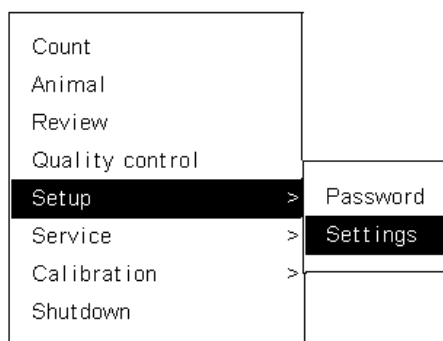 Count
Animal
Review
Quality control
Setup >
Password
Service >
Settings
Calibration >
Shutdown